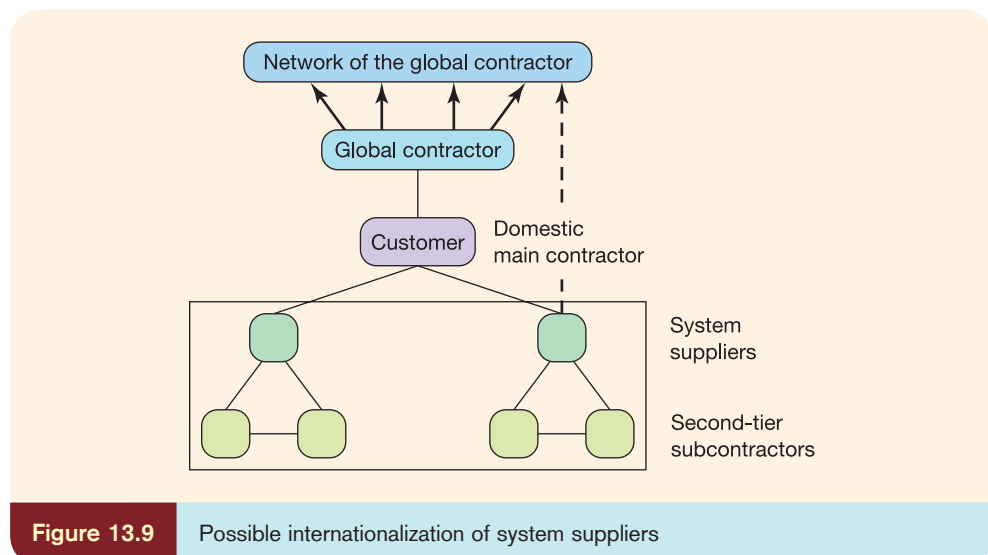 Network of the global contractor
Global contractor
Customer
Domestic
main contractor
System
suppliers
Second-tier
subcontractors
Figure 13.9
Possible internationalization of system suppliers